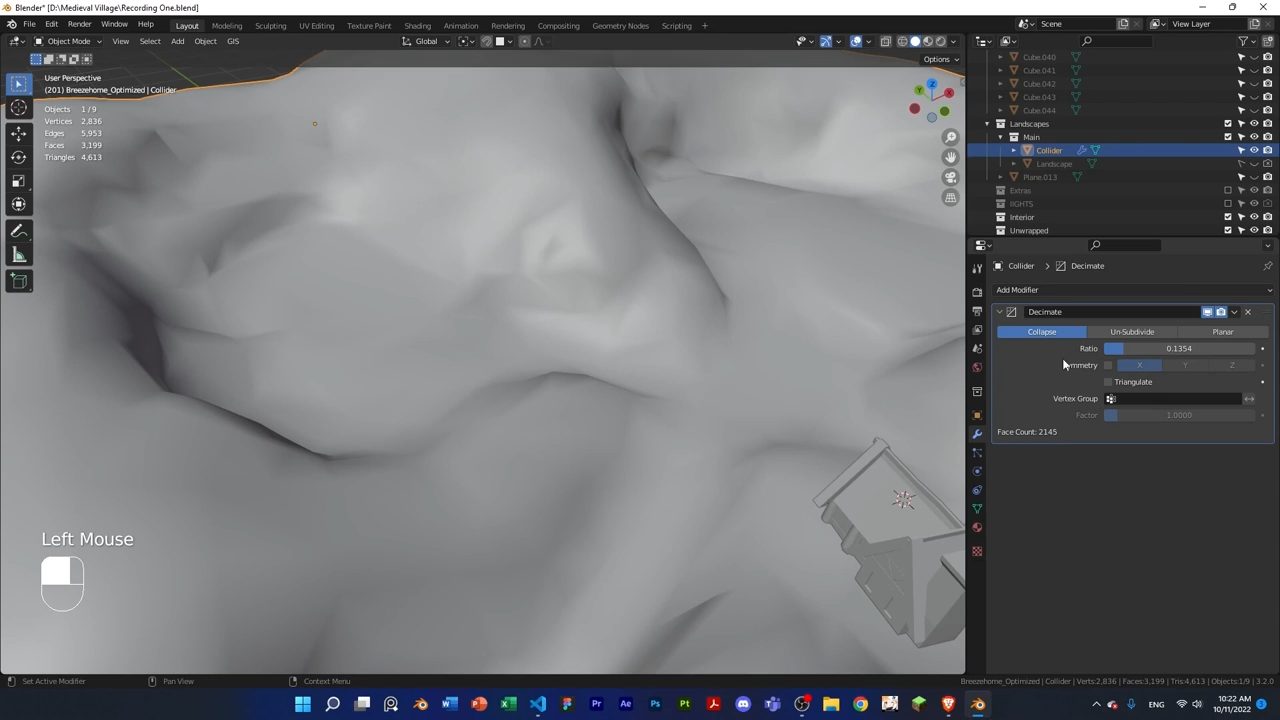 Blender* [D:\Medieval Village\Recording One.blend]
File Edit Render Window Help Layout Modeling Sculpting UV Editing Texture Paint Shading Animation Rendering Compositing Geometry Nodes Scripting + Scene View Layer
Object Mode View Select Add Object GIS Global
Options
User Perspective
(201) Breezehome_Optimized | Collider
Objects 1 / 9
Vertices 2,836
Edges 5,953
Faces 3,199
Triangles 4,613
Z
Y
X
Cube.040
Cube.041
Cube.042
Cube.043
Cube.044
Landscapes
Main
Collider
Landscape
Plane.013
Extras
lIGHTS
Interior
Unwrapped
Collider > Decimate
Add Modifier
Decimate
Collapse Un-Subdivide Planar
Ratio 0.1354
mmetry X Y Z
Triangulate
Vertex Group
Factor 1.0000
Face Count: 2145
Left Mouse
Set Active Modifier Pan View Context Menu Breezehome_Optimized | Collider | Verts:2,836 | Faces:3,199 | Tris:4,613 | Objects:1/9 | 3.2.0
ENG 10:22 AM
10/11/2022